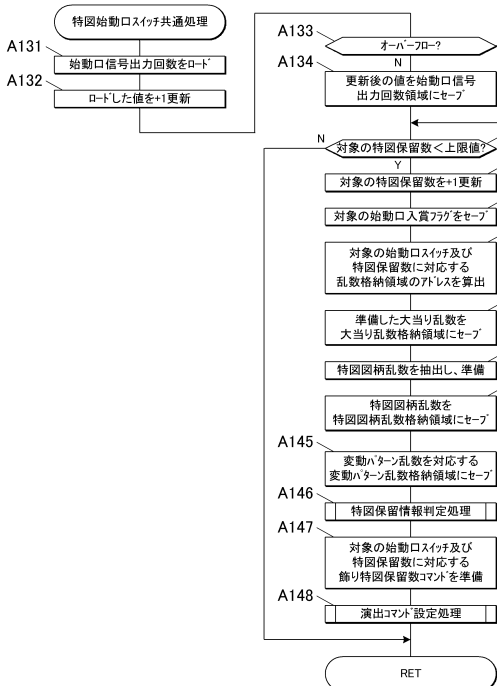 特図始動口スイッチ共通処理
A131
始動口信号出力回数をロード
A132
ロードした値を+1更新
A133
オーバーフロー?
N
A134
更新後の値を始動口信号
出力回数領域にセーブ
N
対象の特図保留数<上限値?
Y
対象の特図保留数を+1更新
対象の始動口入賞フラグをセーブ
対象の始動口スイッチ及び
特図保留数に対応する
乱数格納領域のアドレスを算出
準備した大当り乱数を
大当り乱数格納領域にセーブ
特図図柄乱数を抽出し、準備
特図図柄乱数を
特図図柄乱数格納領域にセーブ
A145
変動パターン乱数を対応する
変動パターン乱数格納領域にセーブ
A146
特図保留情報判定処理
A147
対象の始動口スイッチ及び
特図保留数に対応する
飾り特図保留数コマンドを準備
A148
演出コマンド設定処理
RET